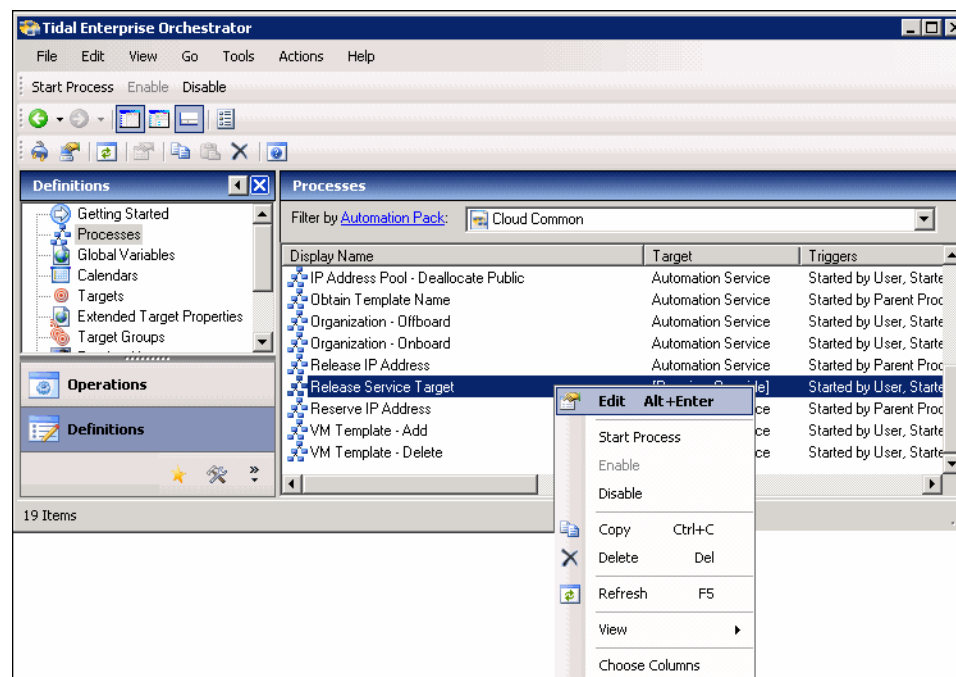 Tidal Enterprise Orchestrator
File Edit View Go Tools Actions Help
Start Process Enable Disable
Definitions
Getting Started
Processes
Global Variables
Calendars
Targets
Extended Target Properties
Target Groups
Operations
Definitions
Processes
Filter by Automation Pack: Cloud Common
Display Name Target Triggers
IP Address Pool - Deallocate Public Automation Service Started by User, Starte
Obtain Template Name Automation Service Started by Parent Proc
Organization - Offboard Automation Service Started by User, Starte
Organization - Onboard Automation Service Started by User, Starte
Release IP Address Automation Service Started by Parent Proc
Release Service Target Started by User, Starte
Reserve IP Address ce Started by Parent Proc
VM Template - Add ce Started by User, Starte
VM Template - Delete ce Started by User, Starte
Edit Alt+Enter
Start Process
Enable
Disable
Copy Ctrl+C
Delete Del
Refresh F5
View
Choose Columns
19 Items